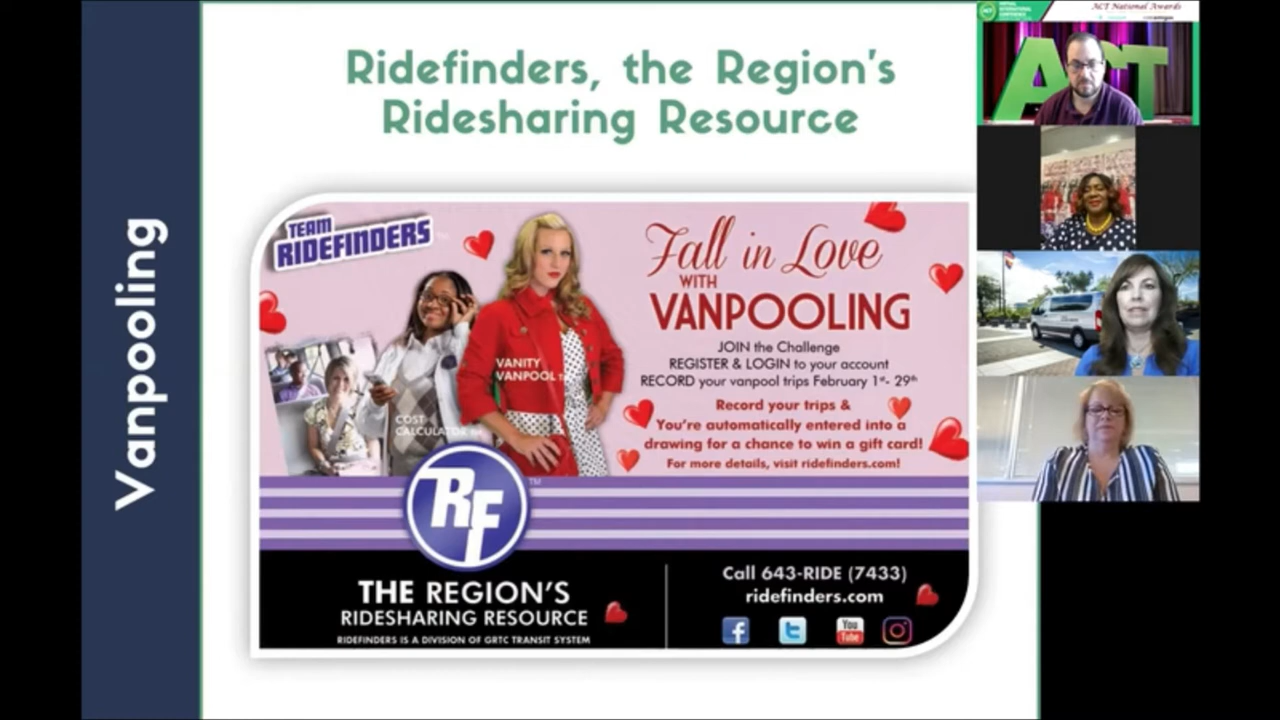 Vanpooling
Ridefinders, the Region's
Ridesharing Resource
TEAM
RIDEFINDERS
Fall in Love
WITH
VANPOOLING
JOIN the Challenge
REGISTER & LOGIN to your account
RECORD your vanpool trips February 1st- 29th
Record your trips &
You're automatically entered into a
drawing for a chance to win a gift card!
For more details, visit ridefinders.com!
VANITY
VANPOOL
COST
CALCULATOR
RF
TM
THE REGION'S
RIDESHARING RESOURCE
RIDEFINDERS IS A DIVISION OF GRTC TRANSIT SYSTEM
Call 643-RIDE (7433)
ridefinders.com
You
Tube
ACT National Awards
ACT